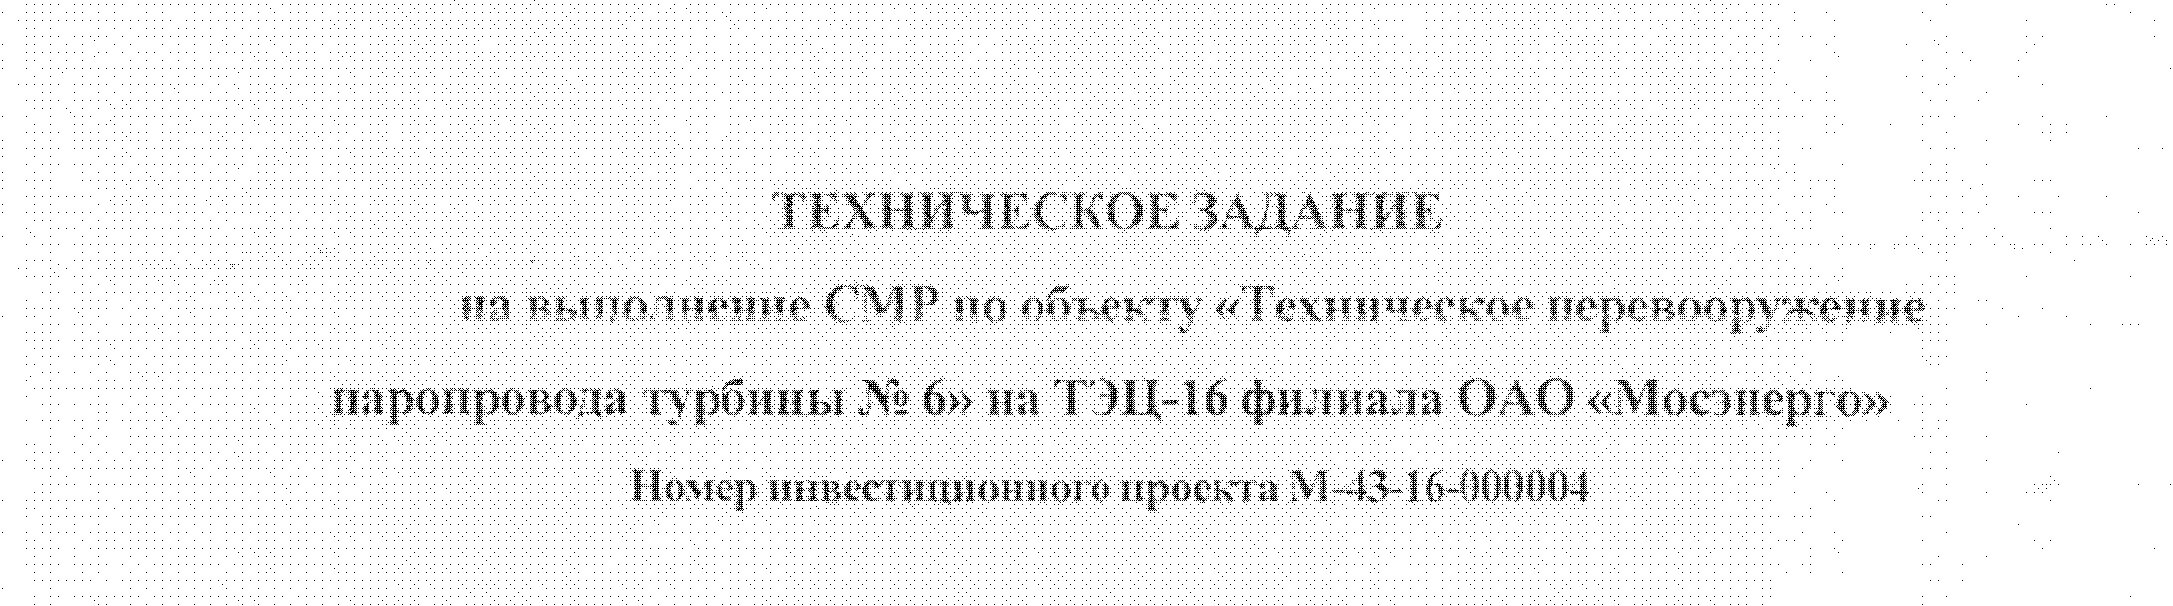 ТЕХНИЧЕСКОЕ ЗАДАНИЕ
на выполнение СМР по объекту «Техническое перевооружение
паропровода турбины № 6» на ТЭЦ-16 филиала ОАО «Мосэнерго»
Номер инвестиционного проекта М-43-16-000004